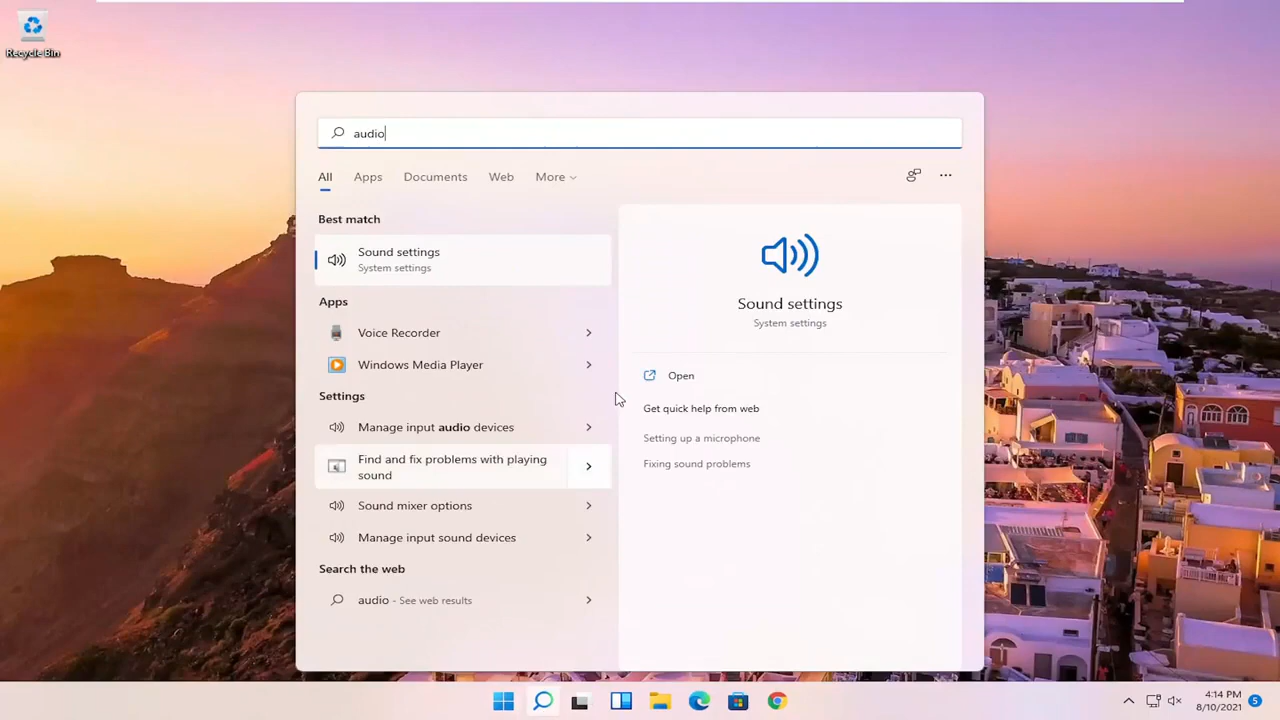 Recycle Bin
audio
All Apps Documents Web More
Best match
Sound settings
System settings
Apps
Voice Recorder
Windows Media Player
Settings
Manage input audio devices
Find and fix problems with playing
sound
Sound mixer options
Manage input sound devices
Search the web
audio - See web results
Sound settings
System settings
Open
Get quick help from web
Setting up a microphone
Fixing sound problems
4:14 PM
8/10/2021
5